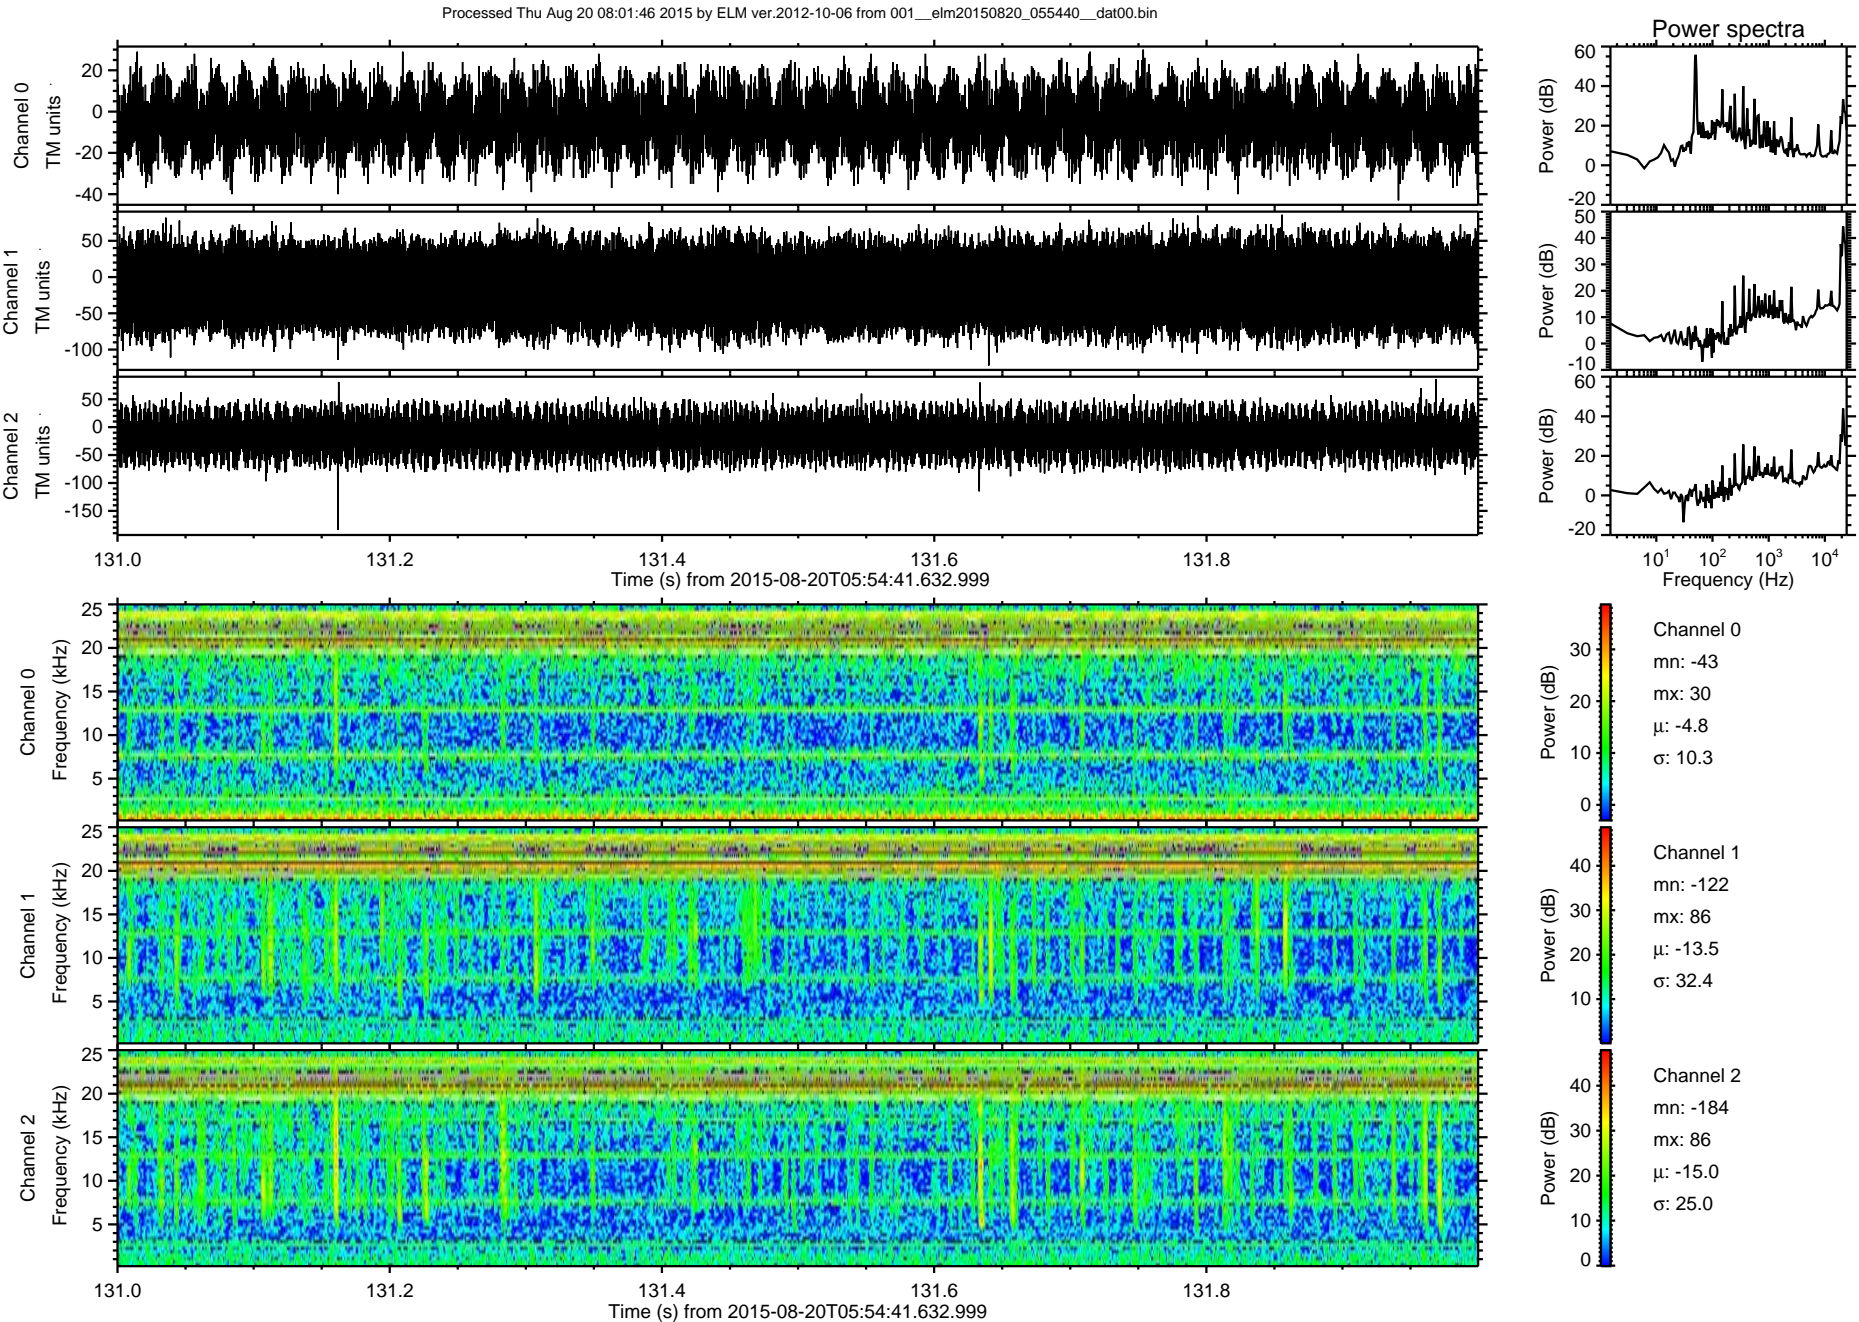 Processed Thu Aug 20 08:01:46 2015 by ELM ver.2012-10-06 from 001__elm20150820_055440__dat00.bin
Power spectra
Channel 0
TM units
20
0
-20
-40
Power (dB)
60
40
20
0
-20
Channel 1
TM units
50
0
-50
-100
Power (dB)
50
40
30
20
10
0
-10
Channel 2
TM units
50
0
-50
-100
-150
Power (dB)
60
40
20
0
-20
131.0 131.2 131.4 131.6 131.8
Time (s) from 2015-08-20T05:54:41.632.999
10^1 10^2 10^3 10^4
Frequency (Hz)
Channel 0
Frequency (kHz)
25
20
15
10
5
Power (dB)
30
20
10
0
Channel 0
mn: -43
mx: 30
μ: -4.8
σ: 10.3
Channel 1
Frequency (kHz)
25
20
15
10
5
Power (dB)
40
30
20
10
Channel 1
mn: -122
mx: 86
μ: -13.5
σ: 32.4
Channel 2
Frequency (kHz)
25
20
15
10
5
Power (dB)
40
30
20
10
0
Channel 2
mn: -184
mx: 86
μ: -15.0
σ: 25.0
131.0 131.2 131.4 131.6 131.8
Time (s) from 2015-08-20T05:54:41.632.999